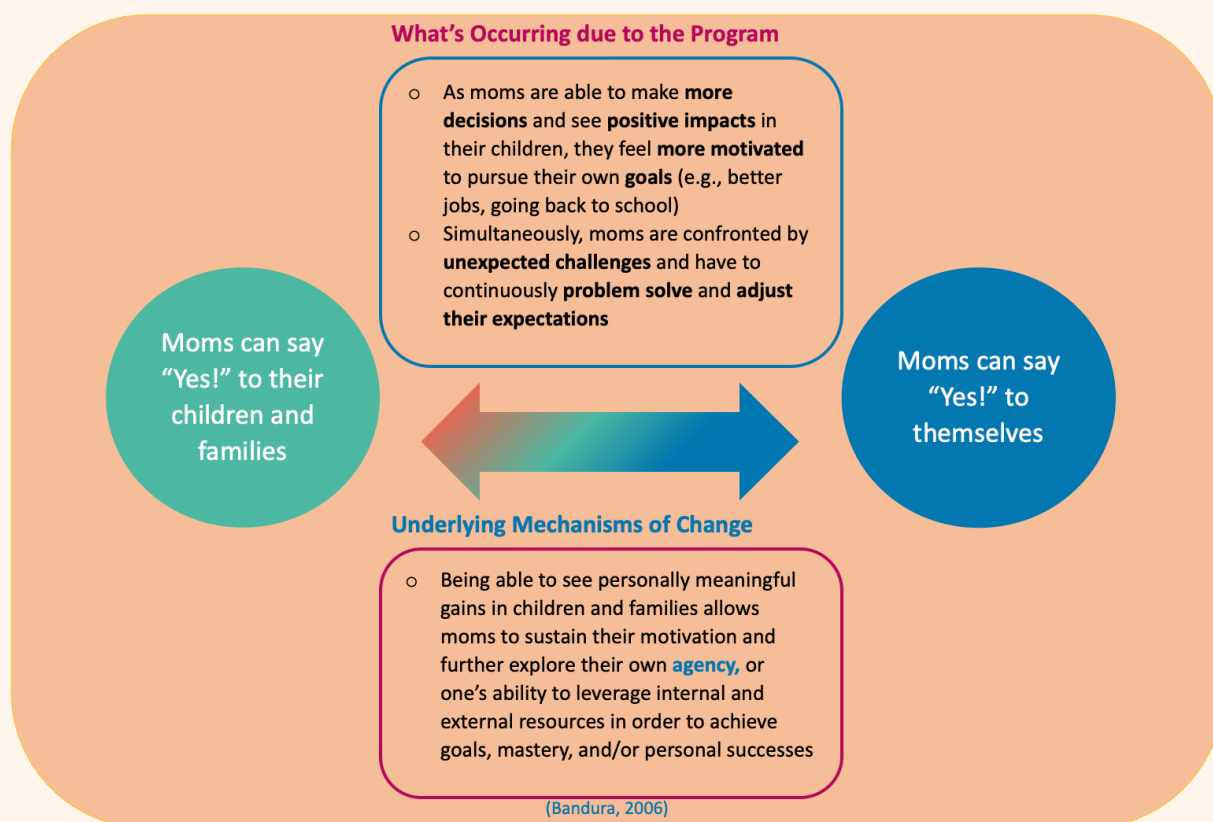 What’s Occurring due to the Program
o As moms are able to make more
decisions and see positive impacts in
their children, they feel more motivated
to pursue their own goals (e.g., better
jobs, going back to school)
o Simultaneously, moms are confronted by
unexpected challenges and have to
continuously problem solve and adjust
their expectations
Moms can say
“Yes!” to their
children and
families
Moms can say
“Yes!” to
themselves
Underlying Mechanisms of Change
o Being able to see personally meaningful
gains in children and families allows
moms to sustain their motivation and
further explore their own agency, or
one’s ability to leverage internal and
external resources in order to achieve
goals, mastery, and/or personal successes
(Bandura, 2006)